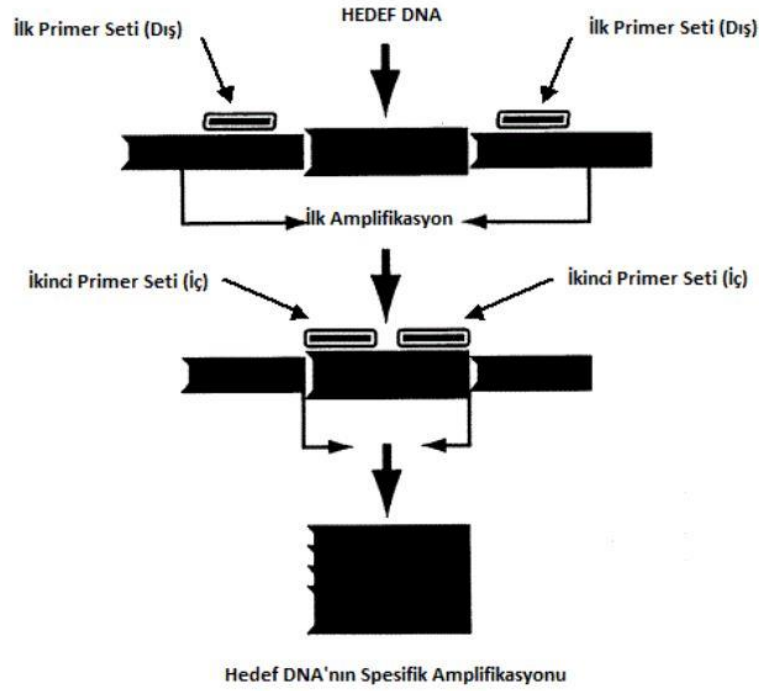 HEDEF DNA
İlk Primer Seti (Dış)
İlk Primer Seti (Dış)
İlk Amplifikasyon
İkinci Primer Seti (İç)
İkinci Primer Seti (İç)
Hedef DNA'nın Spesifik Amplifikasyonu